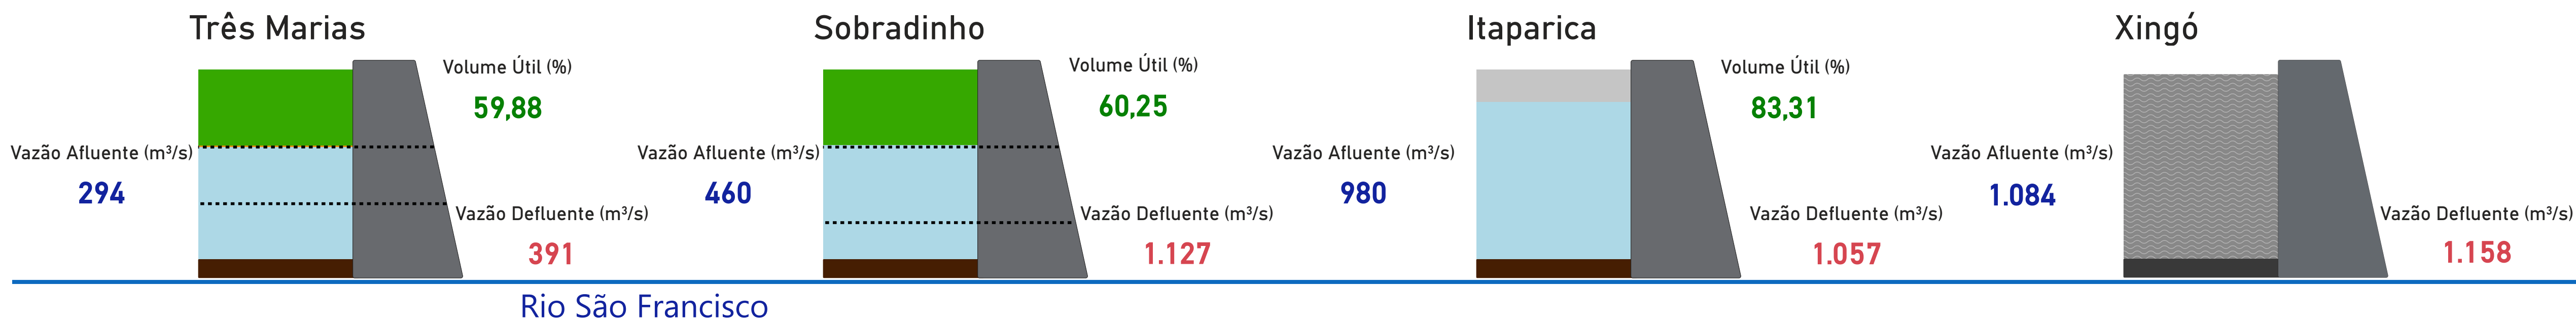 Três Marias
Volume Útil (%)
59,88
Vazão Afluente (m³/s)
294
Vazão Defluente (m³/s)
391
Sobradinho
Volume Útil (%)
60,25
Vazão Afluente (m³/s)
460
Vazão Defluente (m³/s)
1.127
Itaparica
Volume Útil (%)
83,31
Vazão Afluente (m³/s)
980
Vazão Defluente (m³/s)
1.057
Xingó
Vazão Afluente (m³/s)
1.084
Vazão Defluente (m³/s)
1.158
Rio São Francisco